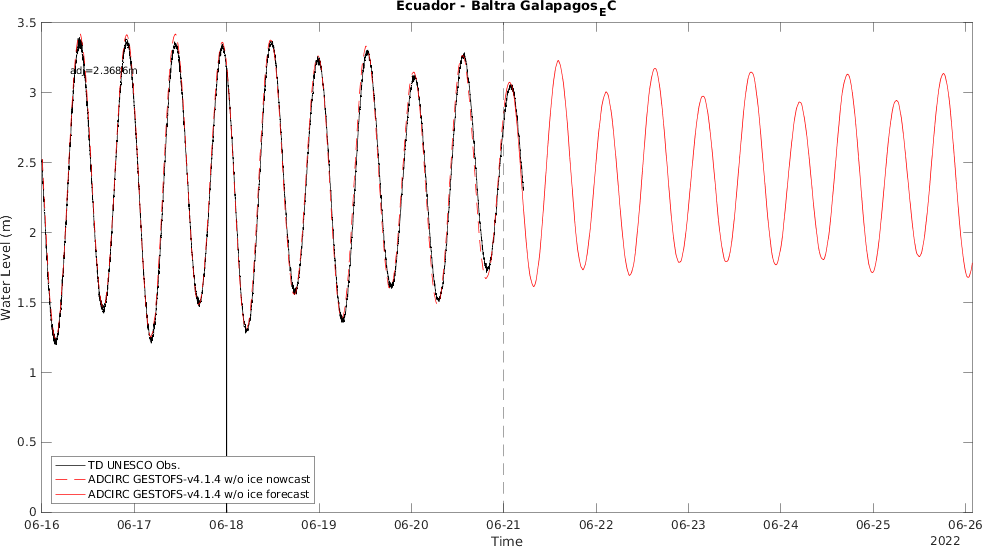 Ecuador - Baltra Galapagos_EC
3.5
3
2.5
2
1.5
1
0.5
0
Water Level (m)
adj=2.3686m
TD UNESCO Obs.
ADCIRC GESTOFS-v4.1.4 w/o ice nowcast
ADCIRC GESTOFS-v4.1.4 w/o ice forecast
06-16 06-17 06-18 06-19 06-20 06-21 06-22 06-23 06-24 06-25 06-26
Time
2022